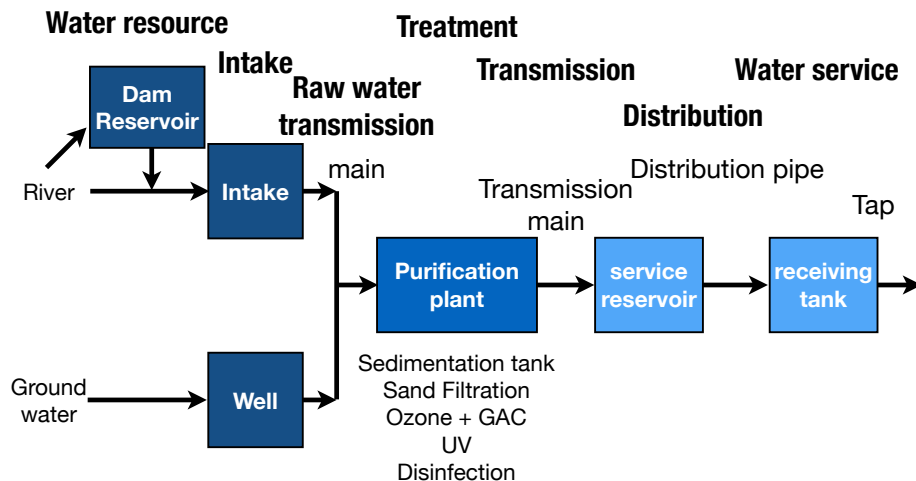 Water resource
Treatment
Intake
Transmission
Water service
Raw water
transmission
Distribution
Dam
Reservoir
River
Intake
main
Distribution pipe
Transmission
main
Tap
Purification
plant
service
reservoir
receiving
tank
Ground
water
Well
Sedimentation tank
Sand Filtration
Ozone + GAC
UV
Disinfection